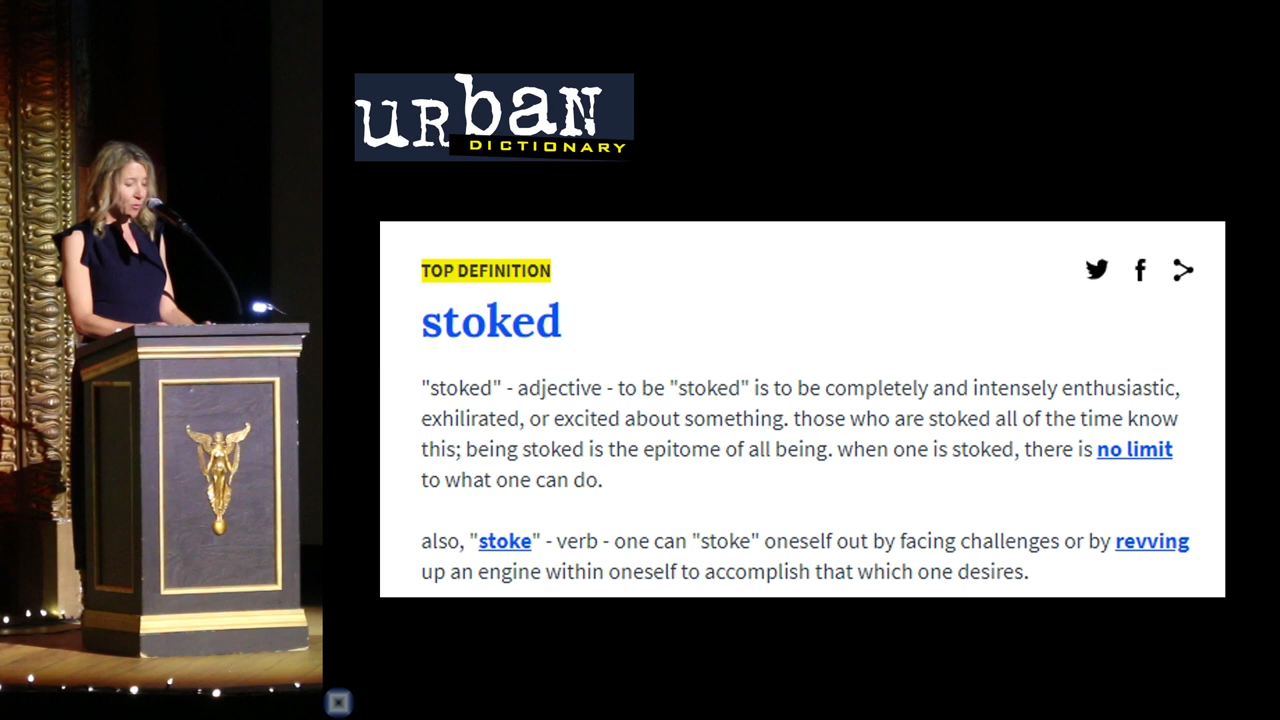 uRbaN
DICTIONARY
TOP DEFINITION
stoked
"stoked" - adjective - to be "stoked" is to be completely and intensely enthusiastic,
exhilirated, or excited about something. those who are stoked all of the time know
this; being stoked is the epitome of all being. when one is stoked, there is no limit
to what one can do.
also, "stoke" - verb - one can "stoke" oneself out by facing challenges or by revving
up an engine within oneself to accomplish that which one desires.